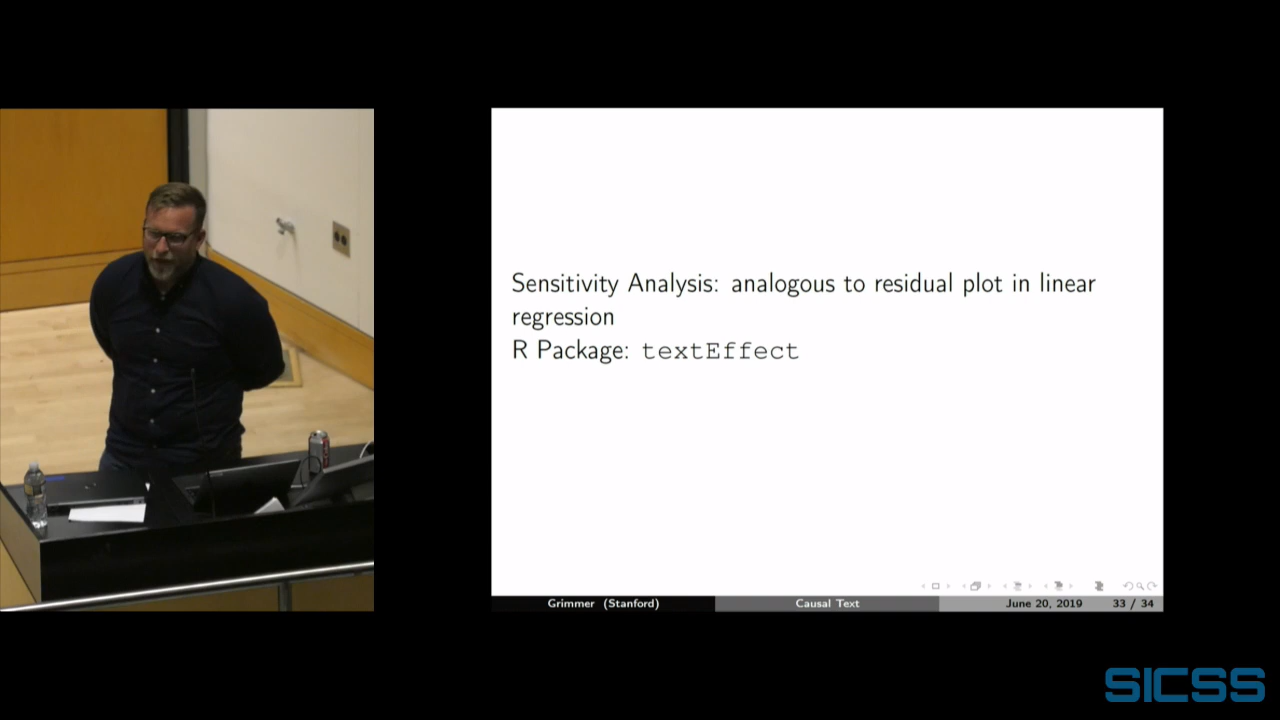 Sensitivity Analysis: analogous to residual plot in linear
regression
R Package: textEffect
Grimmer (Stanford) Causal Text June 20, 2019 33 / 34
SICSS